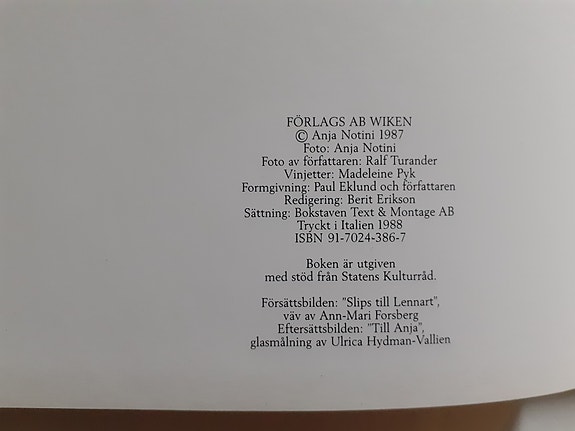 FÖRLAGS AB WIKEN
© Anja Notini 1987
Foto: Anja Notini
Foto av författaren: Ralf Turander
Vinjetter: Madeleine Pyk
Formgivning: Paul Eklund och författaren
Redigering: Berit Erikson
Sättning: Bokstaven Text & Montage AB
Tryckt i Italien 1988
ISBN 91-7024-386-7
Boken är utgiven
med stöd från Statens Kulturråd.
Försättsbilden: "Slips till Lennart",
väv av Ann-Mari Forsberg
Eftersättsbilden: "Till Anja",
glasmålning av Ulrica Hydman-Vallien